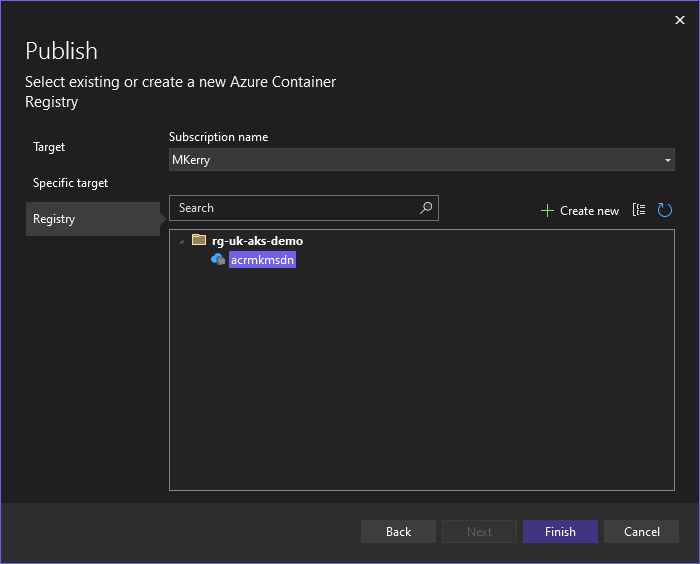 Publish
Select existing or create a new Azure Container
Registry
Target
Specific target
Registry
Subscription name
MKerry
Search
Create new
rg-uk-aks-demo
acrmkmsdn
Back
Next
Finish
Cancel